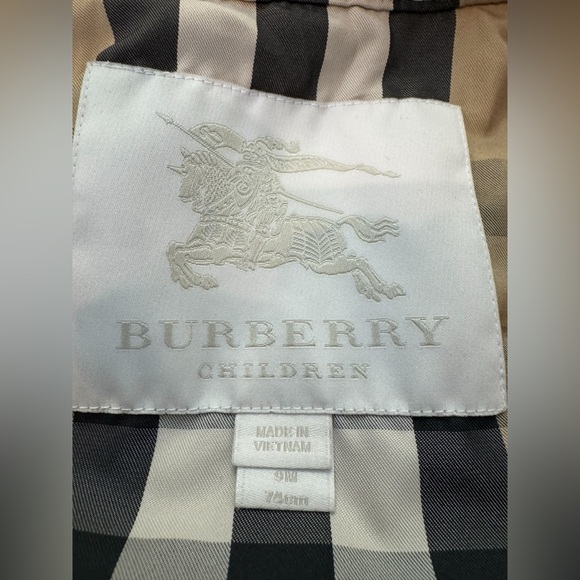 BURBERRY
CHILDREN
MADE IN
VIETNAM
9M
74cm